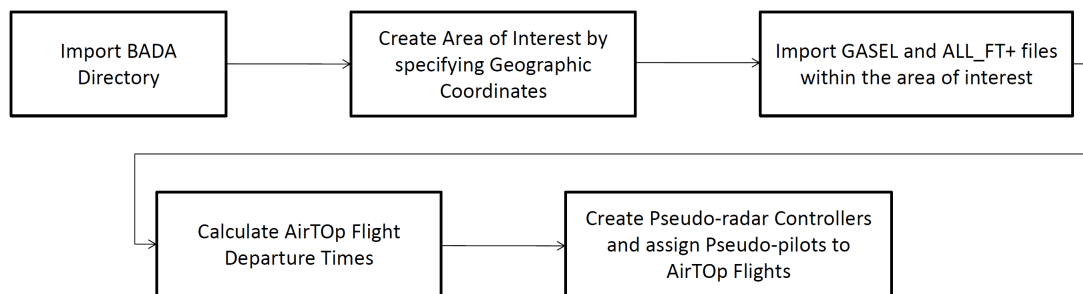 Import BADA
Directory
Create Area of Interest by
specifying Geographic
Coordinates
Import GASEL and ALL_FT+ files
within the area of interest
Calculate AirTOp Flight
Departure Times
Create Pseudo-radar Controllers
and assign Pseudo-pilots to
AirTOp Flights